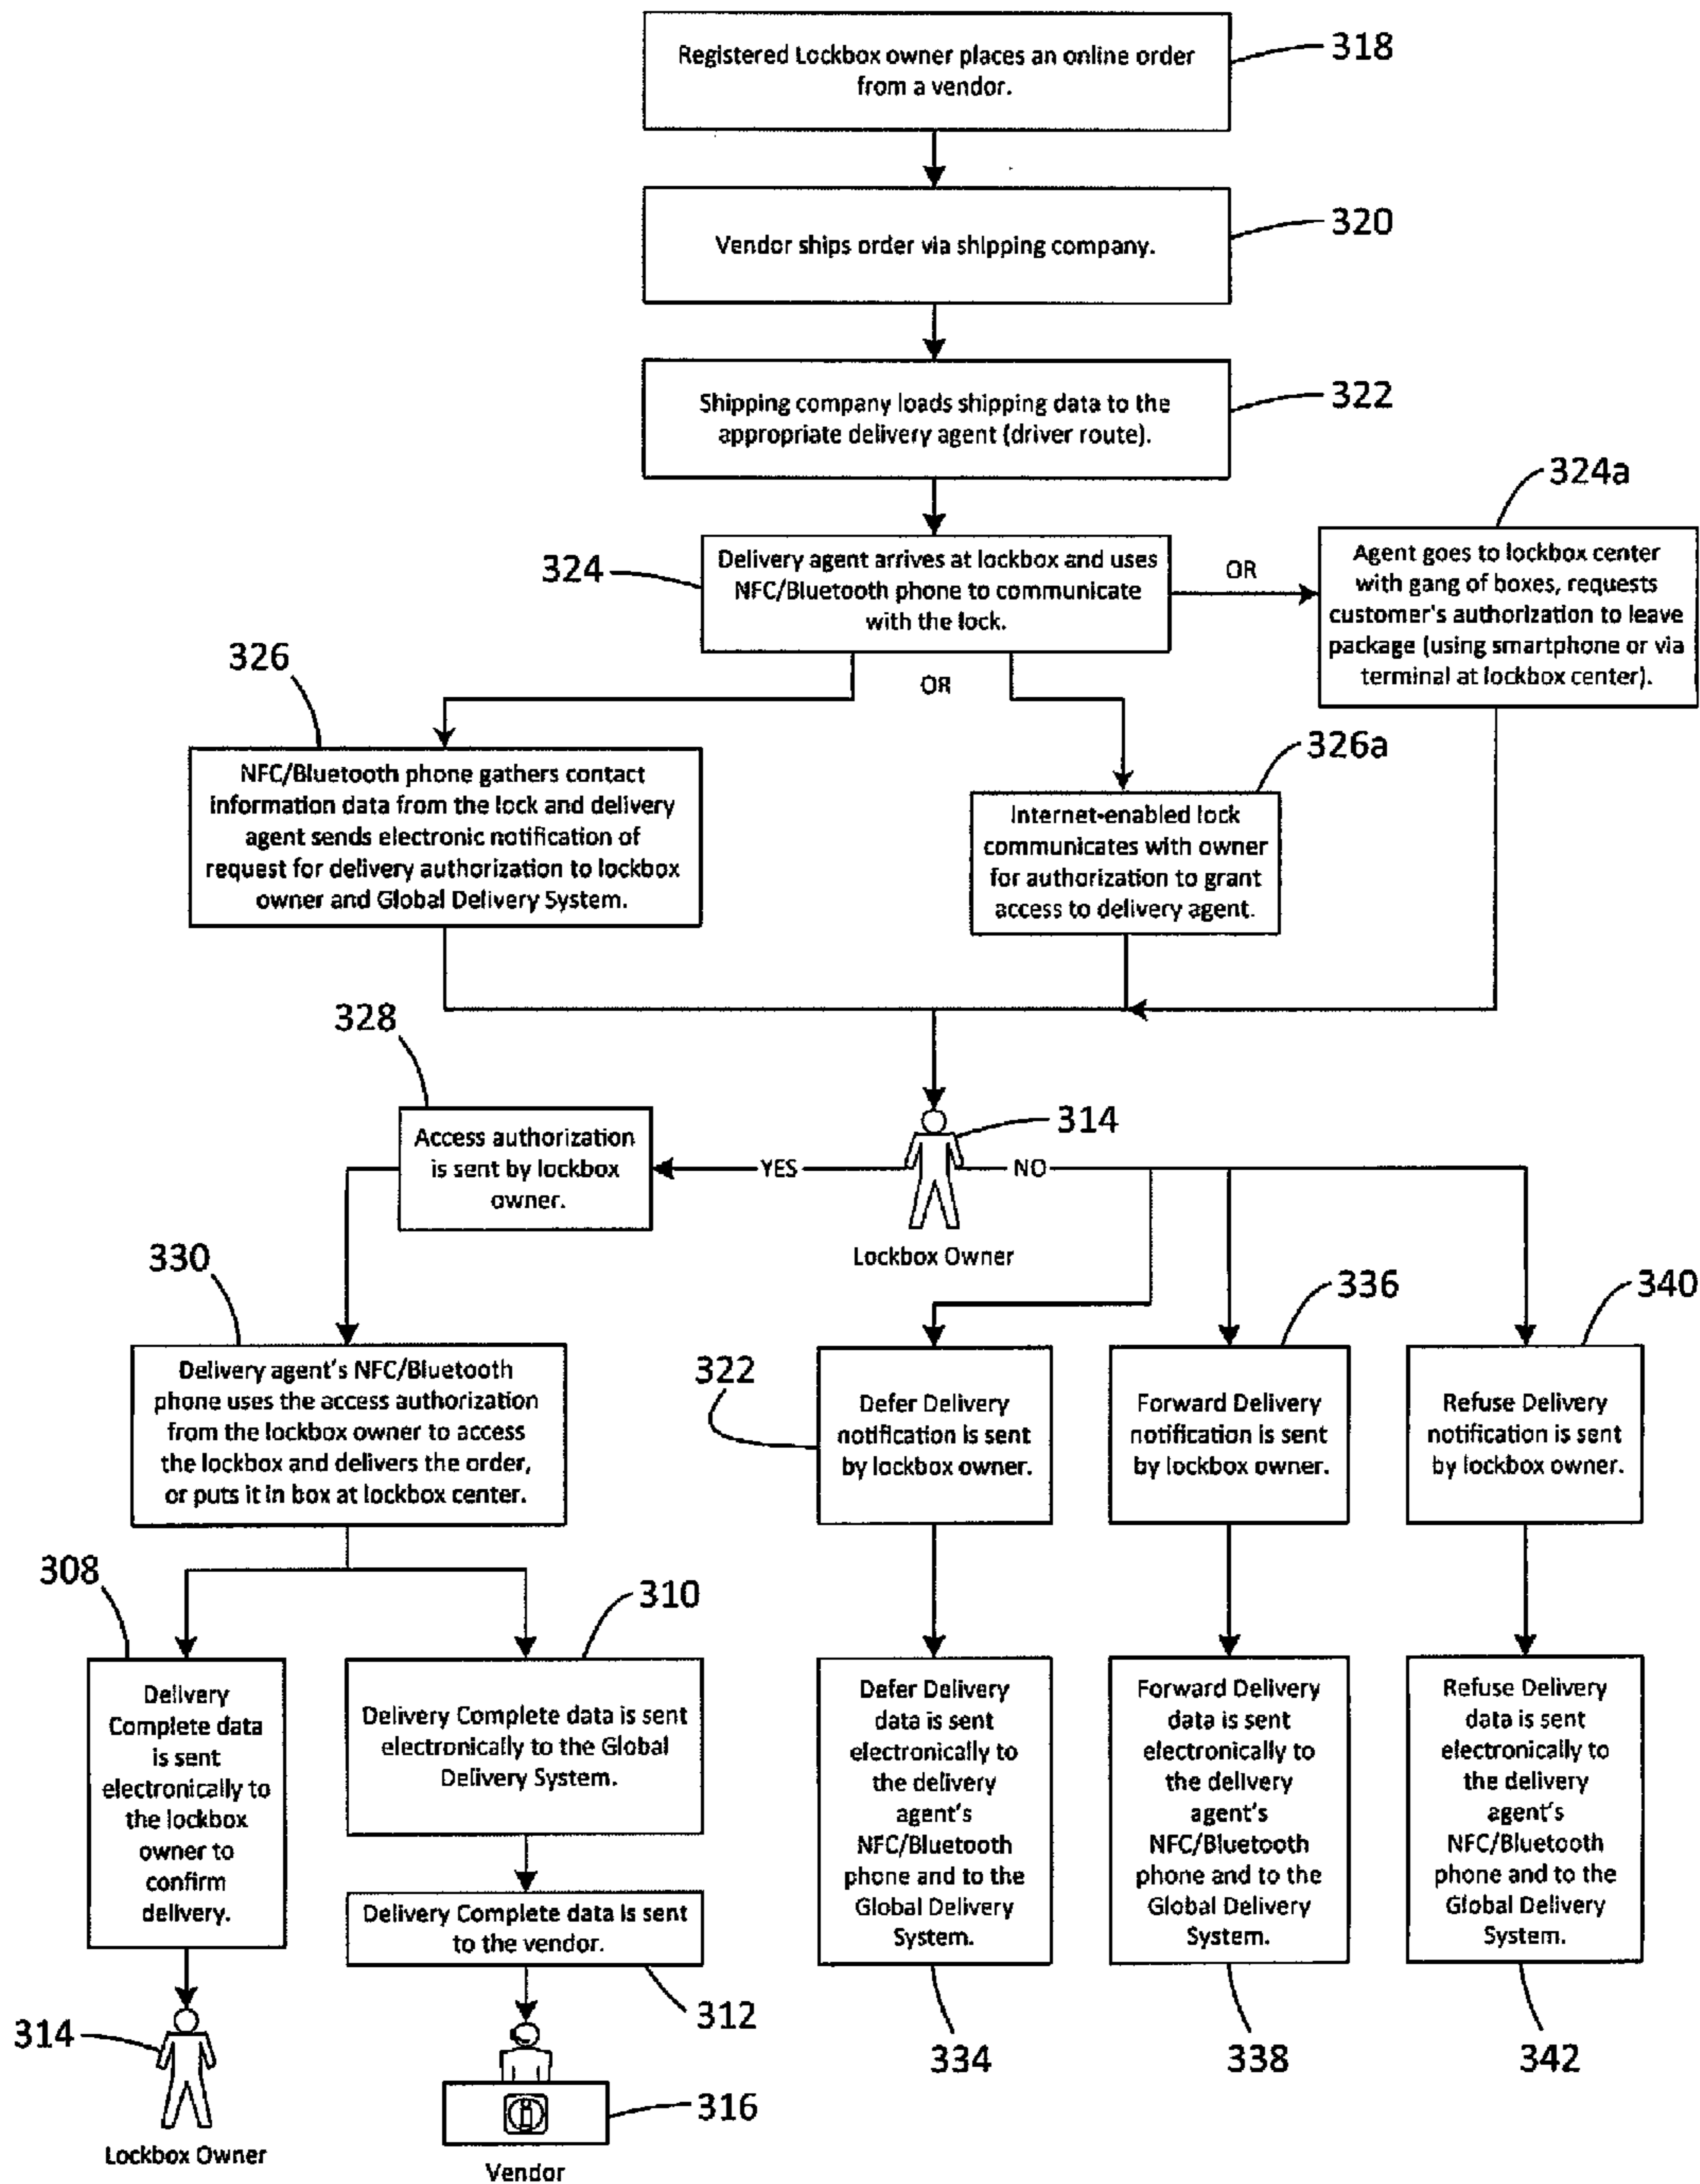 Registered Lockbox owner places an online order
from a vendor.
318
Vendor ships order via shipping company.
320
Shipping company loads shipping data to the
appropriate delivery agent (driver route).
322
324
Delivery agent arrives at lockbox and uses
NFC/Bluetooth phone to communicate
with the lock.
OR
324a
Agent goes to lockbox center
with gang of boxes, requests
customer's authorization to leave
package (using smartphone or via
terminal at lockbox center).
OR
326
NFC/Bluetooth phone gathers contact
information data from the lock and delivery
agent sends electronic notification of
request for delivery authorization to lockbox
owner and Global Delivery System.
326a
Internet-enabled lock
communicates with owner
for authorization to grant
access to delivery agent.
328
Access authorization
is sent by lockbox
owner.
YES
314
NO
Lockbox Owner
330
Delivery agent's NFC/Bluetooth
phone uses the access authorization
from the lockbox owner to access
the lockbox and delivers the order,
or puts it in box at lockbox center.
322
Defer Delivery
notification is sent
by lockbox owner.
336
Forward Delivery
notification is sent
by lockbox owner.
340
Refuse Delivery
notification is sent
by lockbox owner.
308
Delivery
Complete data
is sent
electronically to
the lockbox
owner to
confirm
delivery.
310
Delivery Complete data is sent
electronically to the Global
Delivery System.
Delivery Complete data is sent
to the vendor.
312
Defer Delivery
data is sent
electronically to
the delivery
agent's
NFC/Bluetooth
phone and to the
Global Delivery
System.
334
Forward Delivery
data is sent
electronically to
the delivery
agent's
NFC/Bluetooth
phone and to the
Global Delivery
System.
338
Refuse Delivery
data is sent
electronically to
the delivery
agent's
NFC/Bluetooth
phone and to the
Global Delivery
System.
342
314
Lockbox Owner
i
316
Vendor